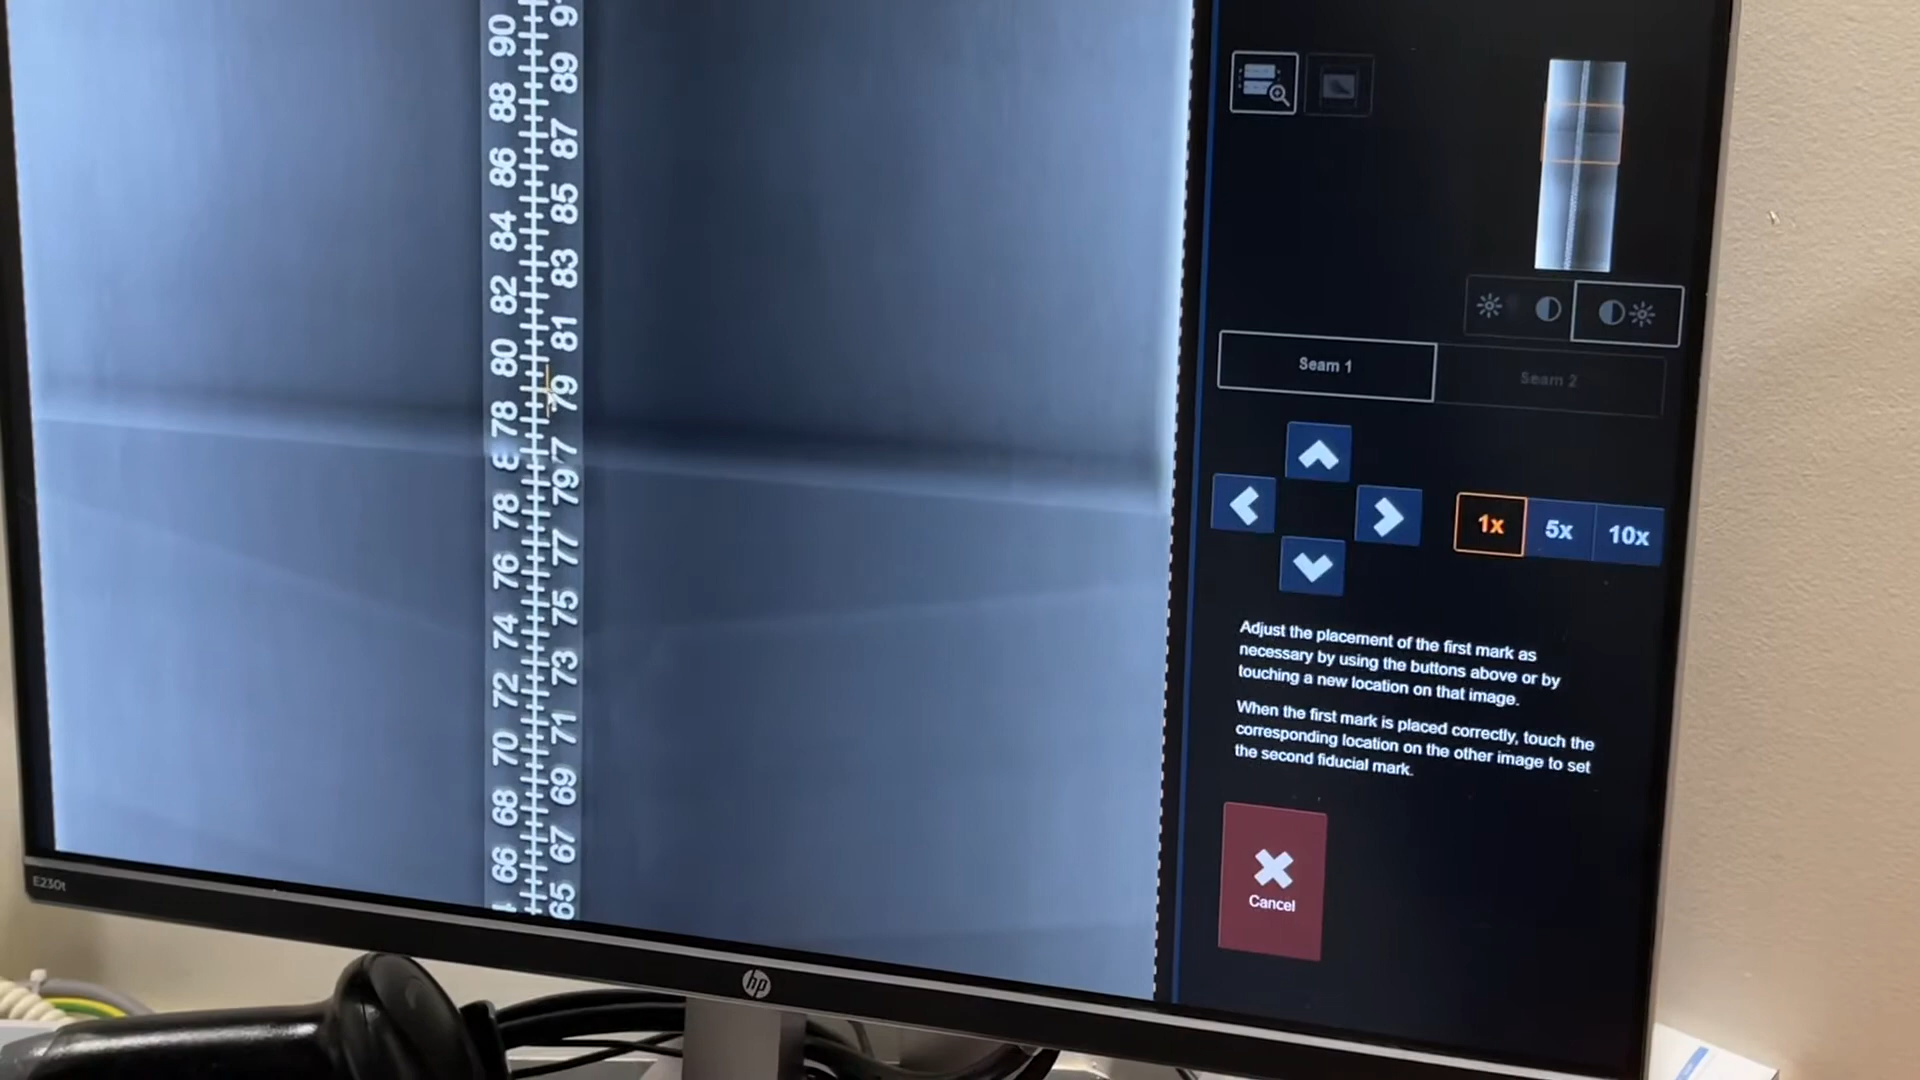 90
88
86
84
82
80
78
8
78
76
74
72
70
68
66
89
87
85
83
81
79
77
79
77
75
73
71
69
67
65
Seam 1
Seam 2
1x 5x 10x
Adjust the placement of the first mark as
necessary by using the buttons above or by
touching a new location on that image.
When the first mark is placed correctly, touch the
corresponding location on the other image to set
the second fiducial mark.
Cancel
E230t
hp